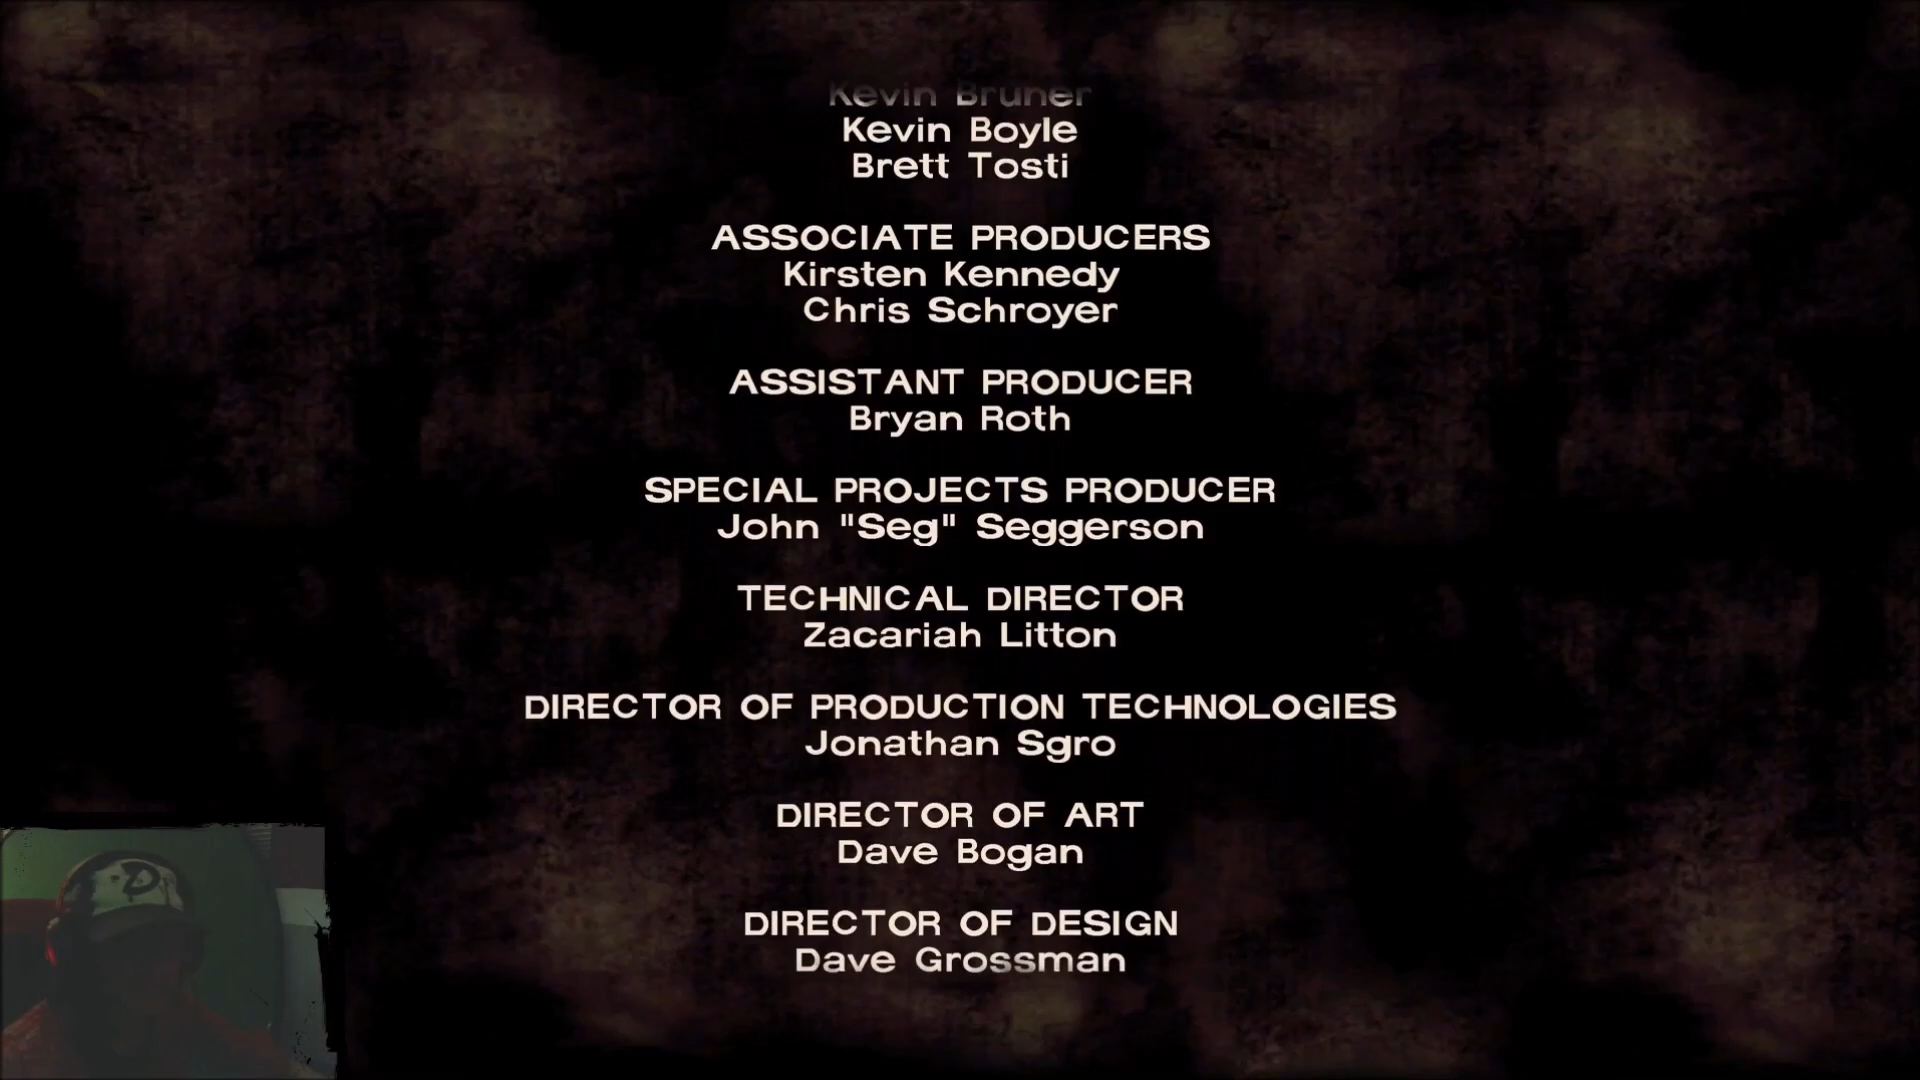 Kevin Bruner
Kevin Boyle
Brett Tosti
ASSOCIATE PRODUCERS
Kirsten Kennedy
Chris Schroyer
ASSISTANT PRODUCER
Bryan Roth
SPECIAL PROJECTS PRODUCER
John "Seg" Seggerson
TECHNICAL DIRECTOR
Zacariah Litton
DIRECTOR OF PRODUCTION TECHNOLOGIES
Jonathan Sgro
DIRECTOR OF ART
Dave Bogan
DIRECTOR OF DESIGN
Dave Grossman